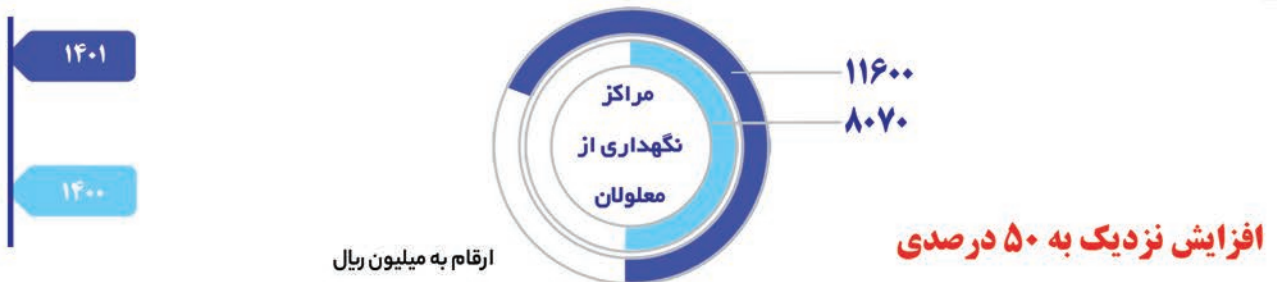 ۱۴۰۱
۱۴۰۰
مراکز
نگهداری از
معلولان
۱۱۶۰۰
۸۰۷۰
افزایش نزدیک به ۵۰ درصدی
ارقام به میلیون ریال